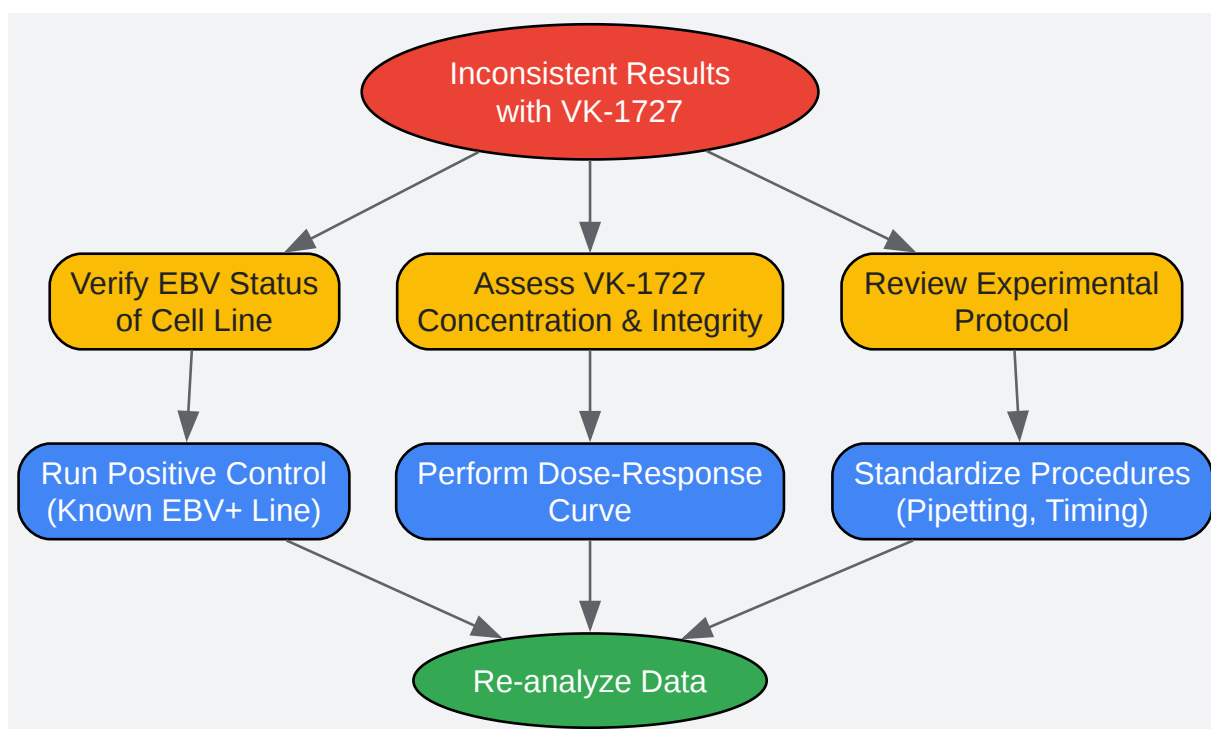 Inconsistent Results
with VK-1727
Verify EBV Status
of Cell Line
Assess VK-1727
Concentration & Integrity
Review Experimental
Protocol
Run Positive Control
(Known EBV+ Line)
Perform Dose-Response
Curve
Standardize Procedures
(Pipetting, Timing)
Re-analyze Data